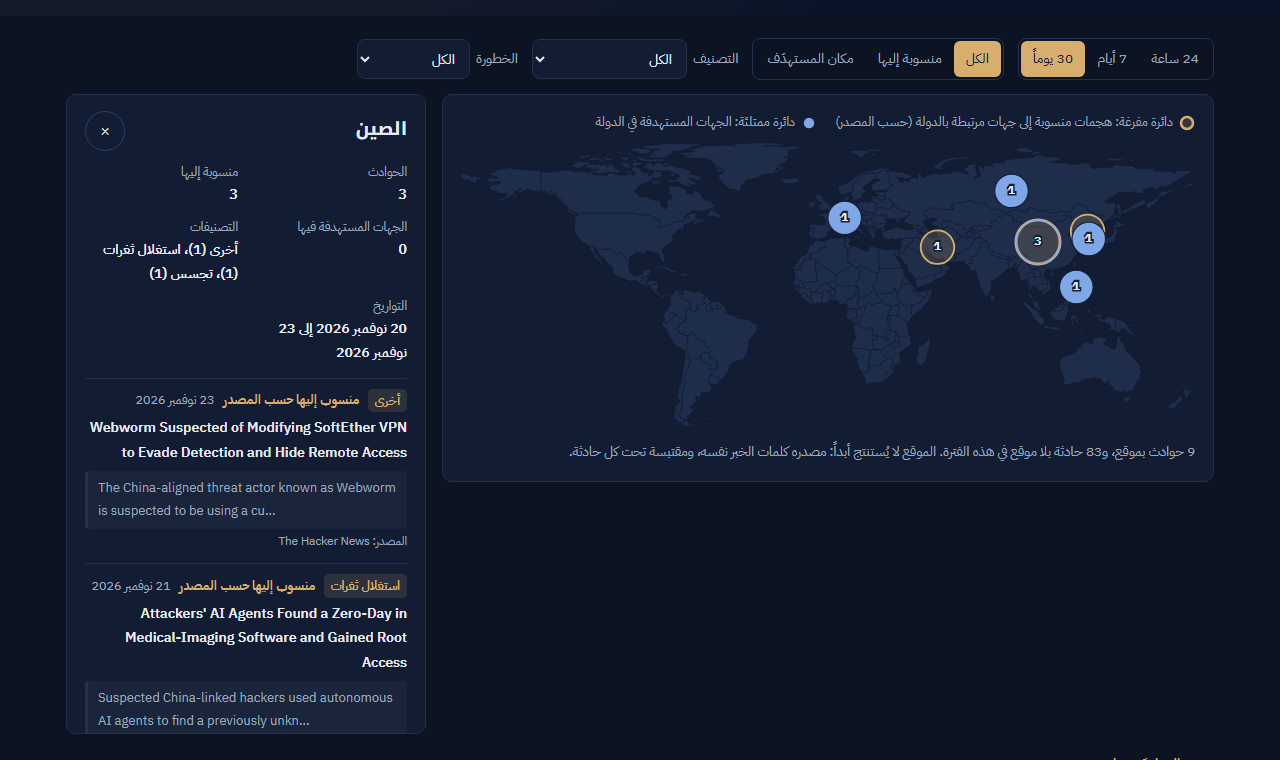 24 ساعة
7 أيام
30 يوماً
الكل
منسوبة إليها
مكان المستهدَف
التصنيف
الكل
الخطورة
الكل
دائرة مفرغة: هجمات منسوبة إلى جهات مرتبطة بالدولة (حسب المصدر)
دائرة ممتلئة: الجهات المستهدفة في الدولة
1
1
1
3
1
1
9 حوادث بموقع، و83 حادثة بلا موقع في هذه الفترة. الموقع لا يُستنتج أبداً: مصدره كلمات الخبر نفسه، ومقتبسة تحت كل حادثة.
الصين
×
الحوادث
3
منسوبة إليها
3
الجهات المستهدفة فيها
0
التصنيفات
أخرى (1)، استغلال ثغرات
(1)، تجسس (1)
التواريخ
20 نوفمبر 2026 إلى 23
نوفمبر 2026
أخرى منسوب إليها حسب المصدر 23 نوفمبر 2026
Webworm Suspected of Modifying SoftEther VPN
to Evade Detection and Hide Remote Access
The China-aligned threat actor known as Webworm
is suspected to be using a cu...
المصدر: The Hacker News
استغلال ثغرات منسوب إليها حسب المصدر 21 نوفمبر 2026
Attackers' AI Agents Found a Zero-Day in
Medical-Imaging Software and Gained Root
Access
Suspected China-linked hackers used autonomous
AI agents to find a previously unkn...